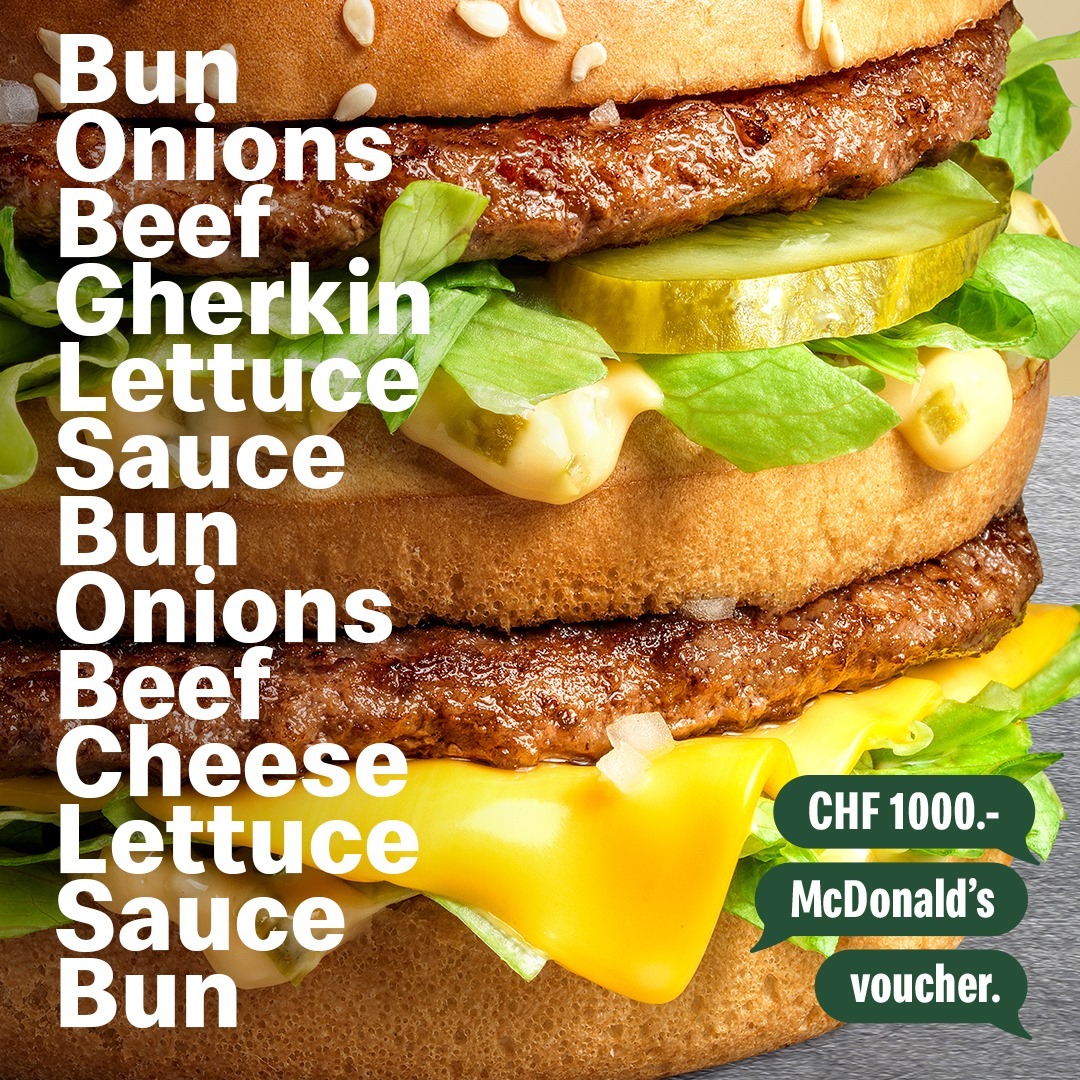 Bun
Onions
Beef
Gherkin
Lettuce
Sauce
Bun
Onions
Beef
Cheese
Lettuce
Sauce
Bun
CHF 1000.-
McDonald’s
voucher.